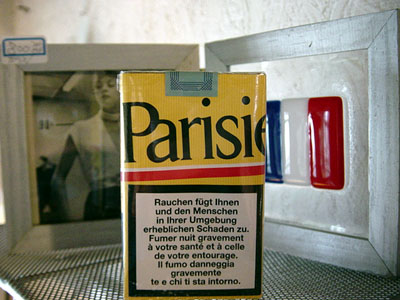 Parisie
Rauchen fügt Ihnen
und den Menschen
in Ihrer Umgebung
erheblichen Schaden zu.
Fumer nuit gravement
à votre santé et à celle
de votre entourage.
Il fumo danneggia
gravemente
te e chi ti sta intorno.